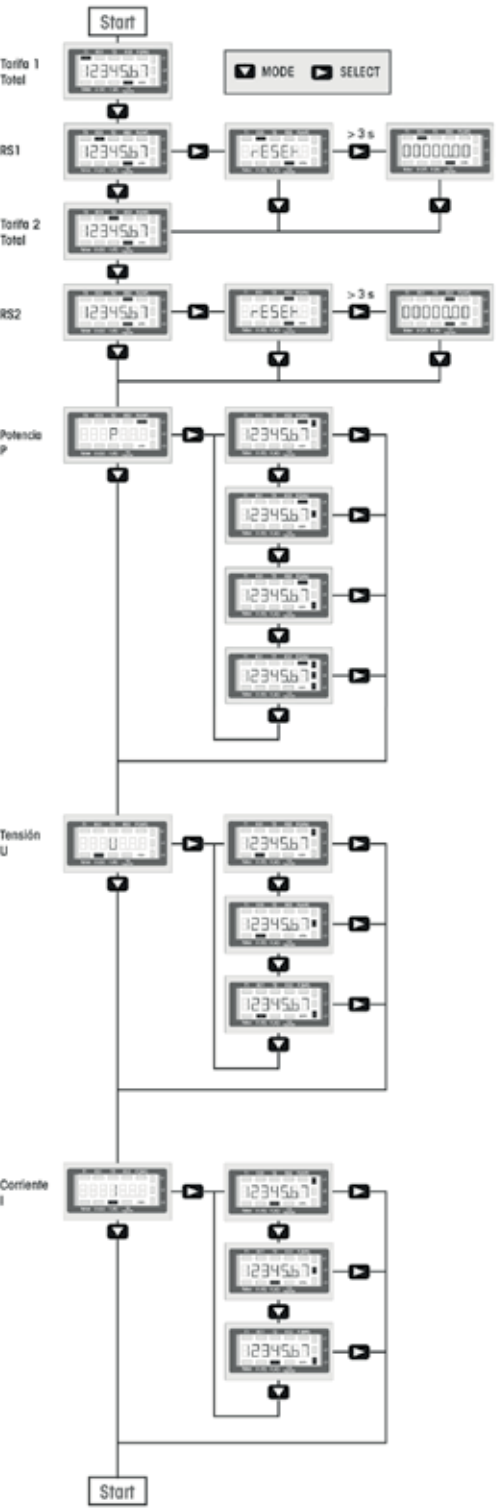 Start
Tarifa 1
Total
1234567
MODE
SELECT
RS1
1234567
rESEt
>3 s
0000000
Tarifa 2
Total
1234567
RS2
1234567
rESEt
>3 s
0000000
Potencia
P
P
1234567
1234567
1234567
1234567
Tensión
U
U
1234567
1234567
1234567
Corriente
I
I
1234567
1234567
1234567
Start